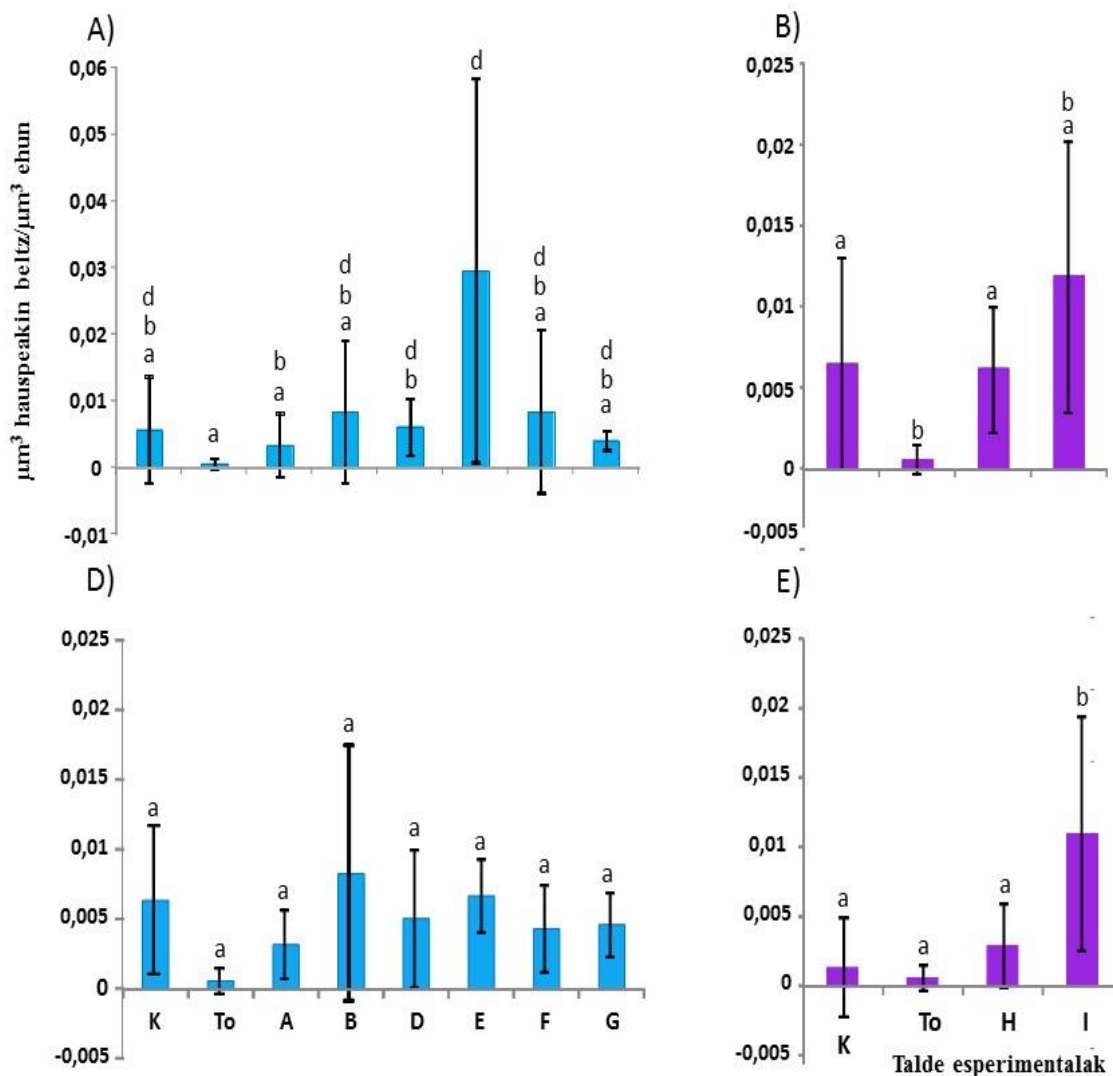 A)
0,06
0,05
0,04
0,03
0,02
0,01
0
-0,01
µm³ hauspeakin beltz/µm³ ehun
d
b
a
a
b
a
d
b
a
d
b
d
d
b
a
d
b
a
B)
0,025
0,02
0,015
0,01
0,005
0
-0,005
a
b
a
b
a
D)
0,025
0,02
0,015
0,01
0,005
0
-0,005
a
a
a
a
a
a
a
a
K To A B D E F G
E)
0,025
0,02
0,015
0,01
0,005
0
-0,005
a
a
a
b
K To H I
Talde esperimentalak